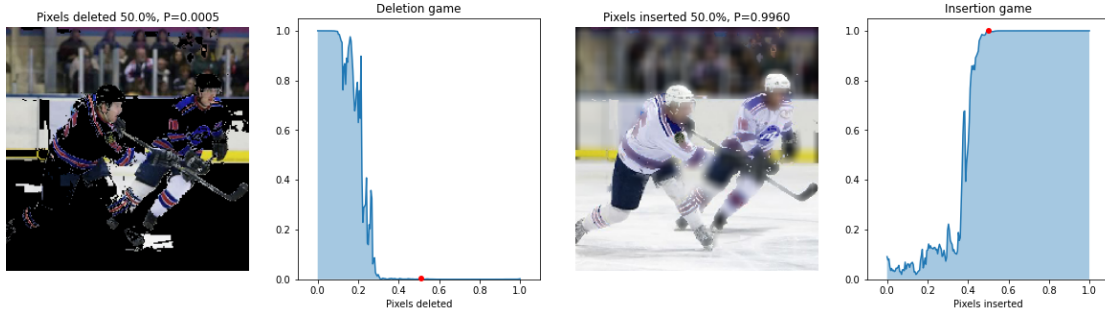 Pixels deleted 50.0%, P=0.0005
Deletion game
1.0
0.8
0.6
0.4
0.2
0.0
0.0 0.2 0.4 0.6 0.8 1.0
Pixels deleted
Pixels inserted 50.0%, P=0.9960
Insertion game
1.0
0.8
0.6
0.4
0.2
0.0
0.0 0.2 0.4 0.6 0.8 1.0
Pixels inserted